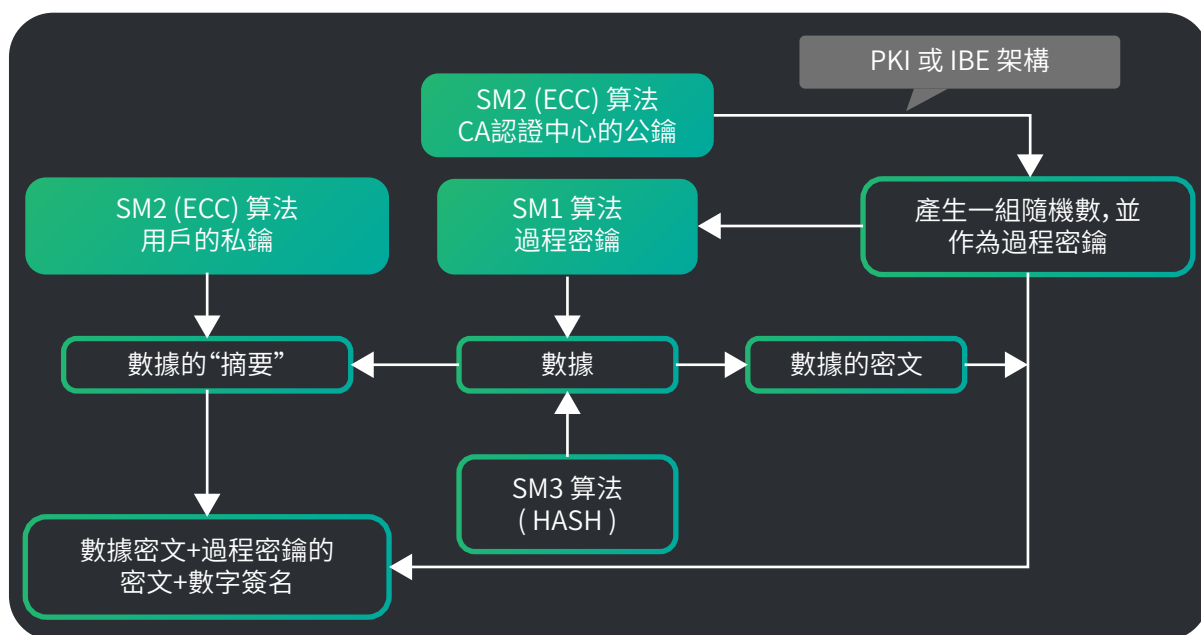 PKI 或 IBE 架構
SM2 (ECC) 算法
CA認證中心的公鑰
SM2 (ECC) 算法
用戶的私鑰
SM1 算法
過程密鑰
產生一組隨機數,並
作為過程密鑰
數據的“摘要”
數據
數據的密文
SM3 算法
( HASH )
數據密文+過程密鑰的
密文+數字簽名